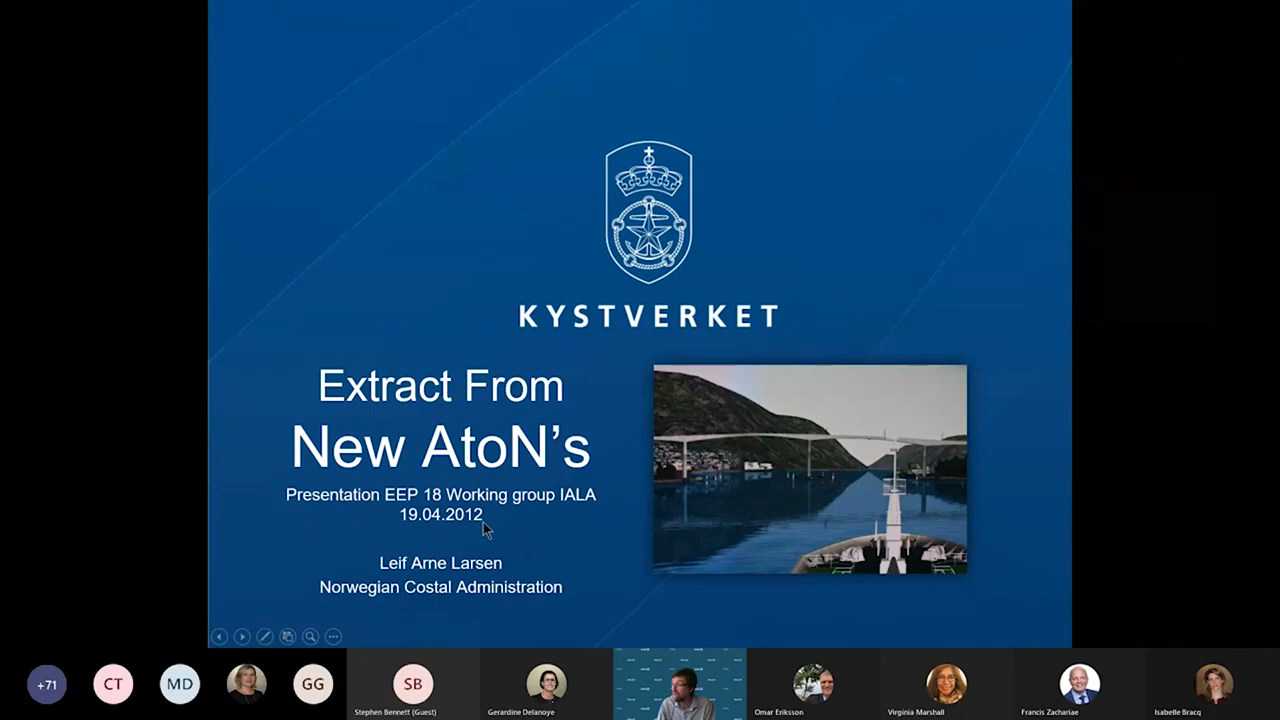 KYSTVERKET
Extract From
New AtoN’s
Presentation EEP 18 Working group IALA
19.04.2012
Leif Arne Larsen
Norwegian Costal Administration
+71
CT
MD
GG
SB
Stephen Bennett (Guest)
Gerardine Delanoye
Omar Eriksson
Virginia Marshall
Francis Zachariae
Isabelle Bracq